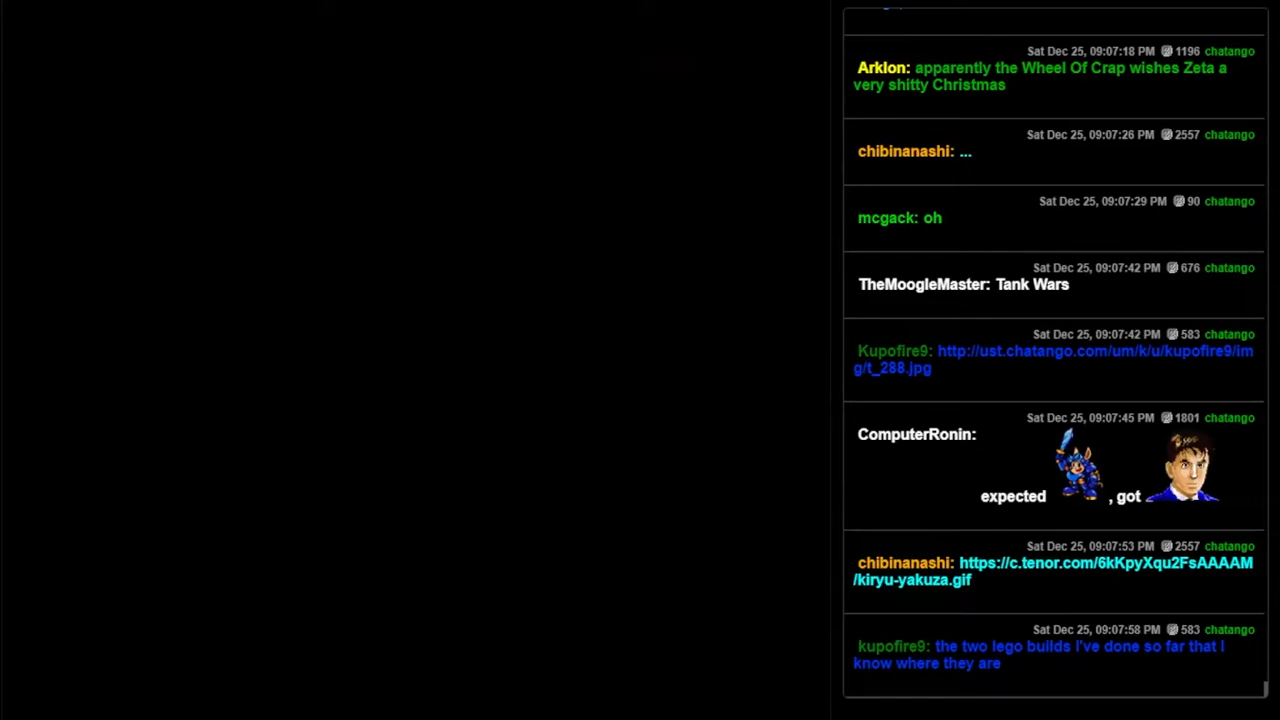 Sat Dec 25, 09:07:18 PM 1196 chatango
Arklon: apparently the Wheel Of Crap wishes Zeta a
very shitty Christmas
Sat Dec 25, 09:07:26 PM 2557 chatango
chibinanashi: ...
Sat Dec 25, 09:07:29 PM 90 chatango
mcgack: oh
Sat Dec 25, 09:07:42 PM 676 chatango
TheMoogleMaster: Tank Wars
Sat Dec 25, 09:07:42 PM 583 chatango
Kupofire9: http://ust.chatango.com/um/k/u/kupofire9/im
g/t_288.jpg
Sat Dec 25, 09:07:45 PM 1801 chatango
ComputerRonin:
expected , got
Sat Dec 25, 09:07:53 PM 2557 chatango
chibinanashi: https://c.tenor.com/6kKpyXqu2FsAAAAM
/kiryu-yakuza.gif
Sat Dec 25, 09:07:58 PM 583 chatango
kupofire9: the two lego builds I've done so far that I
know where they are